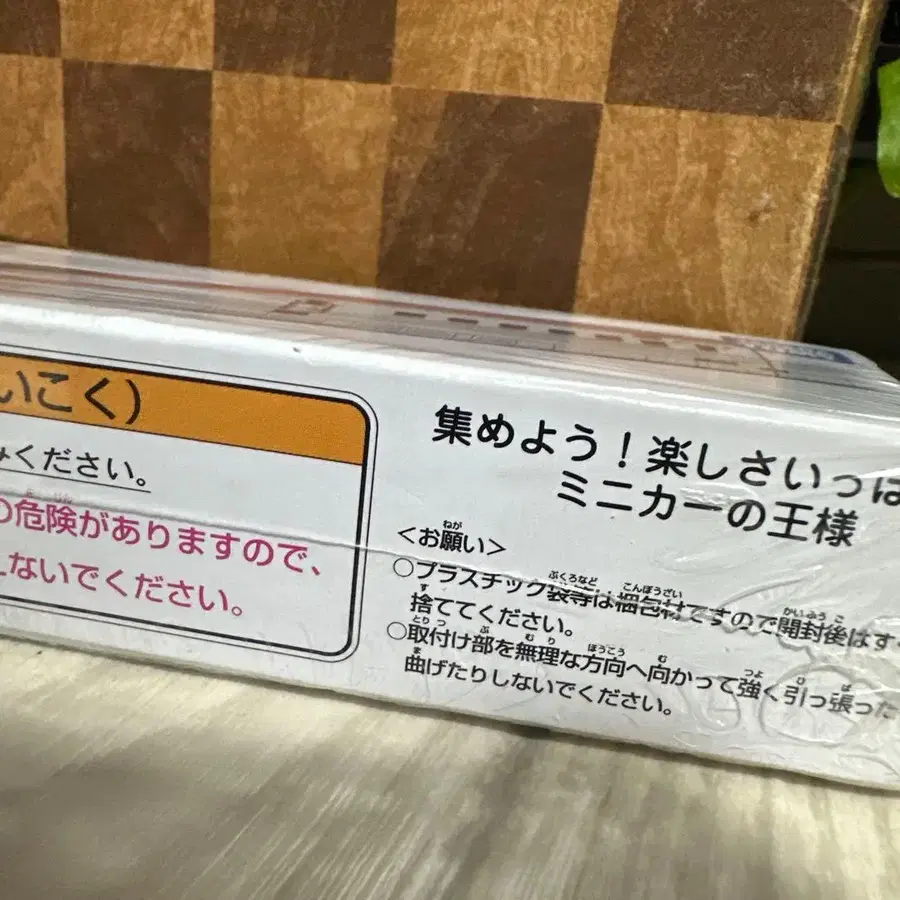 いこく）
みください。
の危険がありますので、
ないでください。
集めよう！楽しさいっぱ
ミニカーの王様
＜お願い＞
○プラスチック袋等は梱包材ですので開封後はす
捨ててください。
○取付け部を無理な方向へ向かって強く引っ張った
曲げたりしないでください。